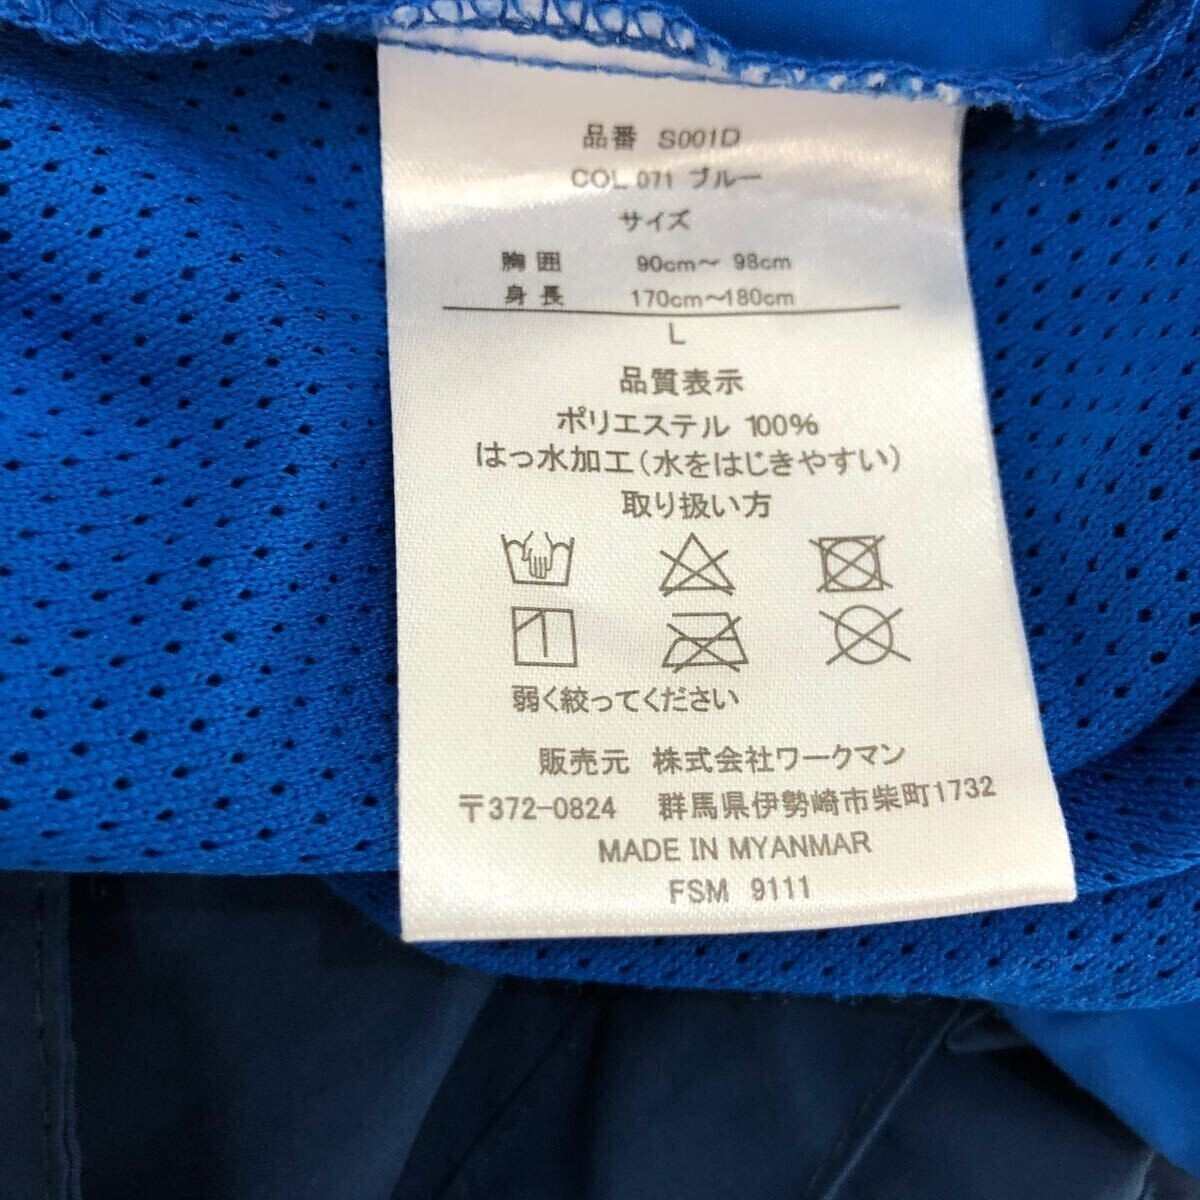 品番 S001D
COL 071 ブルー
サイズ
胸囲 90cm～ 98cm
身長 170cm～180cm
L
品質表示
ポリエステル 100%
はっ水加工(水をはじきやすい)
取り扱い方
弱く絞ってください
販売元 株式会社ワークマン
〒372-0824 群馬県伊勢崎市柴町1732
MADE IN MYANMAR
FSM 9111